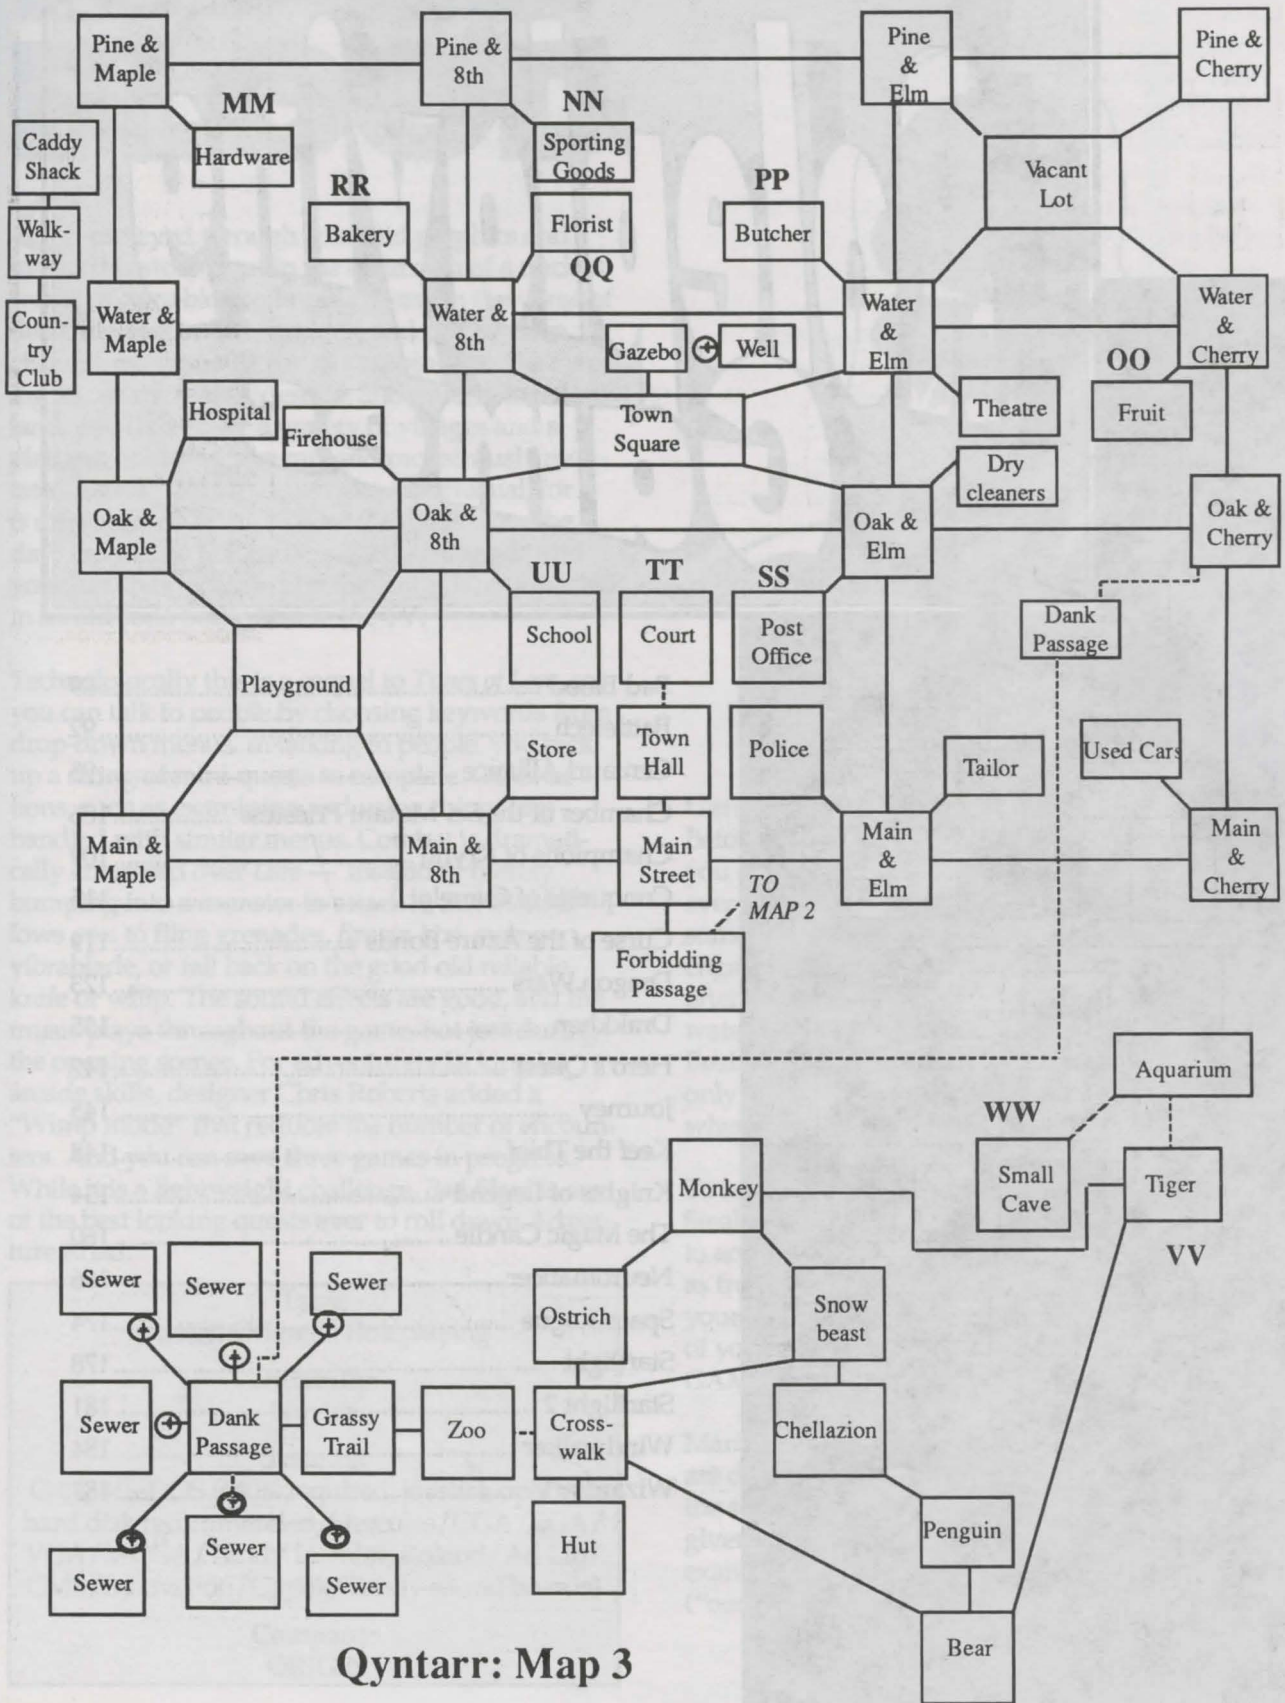 Pine &
Maple
Pine &
8th
Pine
&
Elm
Pine &
Cherry
MM
NN
Caddy
Shack
Hardware
Sporting
Goods
Vacant
Lot
RR
PP
Walk-
way
Bakery
Florist
Butcher
QQ
Coun-
try
Club
Water &
Maple
Water &
8th
Gazebo
Well
Water
&
Elm
Water
&
Cherry
OO
Hospital
Firehouse
Town
Square
Theatre
Fruit
Dry
cleaners
Oak &
Maple
Oak &
8th
Oak &
Elm
Oak &
Cherry
UU
TT
SS
School
Court
Post
Office
Dank
Passage
Playground
Store
Town
Hall
Police
Tailor
Used Cars
Main &
Maple
Main &
8th
Main
Street
TO
MAP 2
Main
&
Elm
Main
&
Cherry
Forbidding
Passage
Aquarium
WW
Monkey
Small
Cave
Tiger
VV
Sewer
Sewer
Sewer
Ostrich
Snow
beast
Sewer
Dank
Passage
Grassy
Trail
Zoo
Cross-
walk
Chellazion
Sewer
Sewer
Sewer
Hut
Penguin
Bear
Qyntarr: Map 3